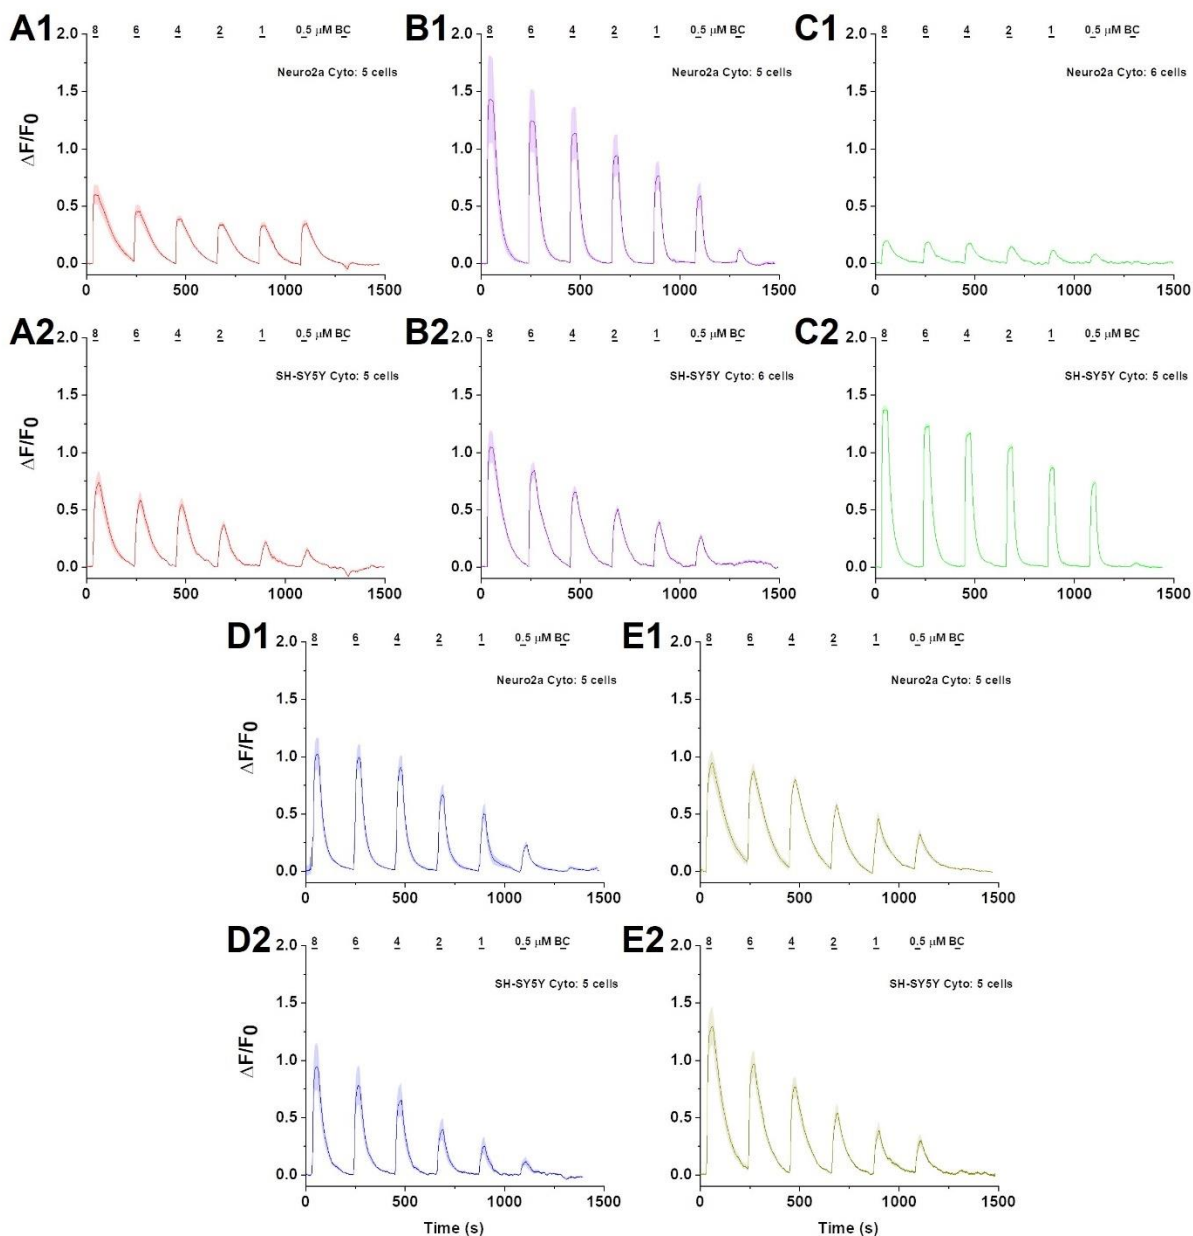 A1
2.0
1.5
1.0
0.5
0.0
ΔF/F0
8 6 4 2 1 0.5 μM BC
Neuro2a Cyto: 5 cells
0 500 1000 1500
B1
2.0
1.5
1.0
0.5
0.0
8 6 4 2 1 0.5 μM BC
Neuro2a Cyto: 5 cells
0 500 1000 1500
C1
2.0
1.5
1.0
0.5
0.0
8 6 4 2 1 0.5 μM BC
Neuro2a Cyto: 6 cells
0 500 1000 1500
A2
2.0
1.5
1.0
0.5
0.0
ΔF/F0
8 6 4 2 1 0.5 μM BC
SH-SY5Y Cyto: 5 cells
0 500 1000 1500
B2
2.0
1.5
1.0
0.5
0.0
8 6 4 2 1 0.5 μM BC
SH-SY5Y Cyto: 6 cells
0 500 1000 1500
C2
2.0
1.5
1.0
0.5
0.0
8 6 4 2 1 0.5 μM BC
SH-SY5Y Cyto: 5 cells
0 500 1000 1500
D1
2.0
1.5
1.0
0.5
0.0
ΔF/F0
8 6 4 2 1 0.5 μM BC
Neuro2a Cyto: 5 cells
0 500 1000 1500
E1
2.0
1.5
1.0
0.5
0.0
8 6 4 2 1 0.5 μM BC
Neuro2a Cyto: 5 cells
0 500 1000 1500
D2
2.0
1.5
1.0
0.5
0.0
ΔF/F0
8 6 4 2 1 0.5 μM BC
SH-SY5Y Cyto: 5 cells
0 500 1000 1500
Time (s)
E2
2.0
1.5
1.0
0.5
0.0
8 6 4 2 1 0.5 μM BC
SH-SY5Y Cyto: 5 cells
0 500 1000 1500
Time (s)